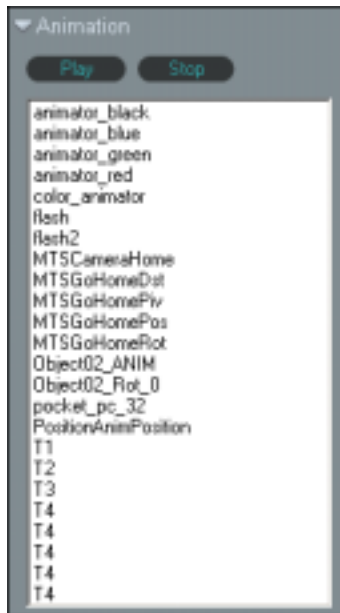 Animation
Play Stop
animator_black
animator_blue
animator_green
animator_red
color_animator
flash
flash2
MTSCameraHome
MTSGoHomeDst
MTSGoHomePiv
MTSGoHomePos
MTSGoHomeRot
Object02_ANIM
Object02_Rot_0
pocket_pc_32
PositionAnimPosition
T1
T2
T3
T4
T4
T4
T4
T4